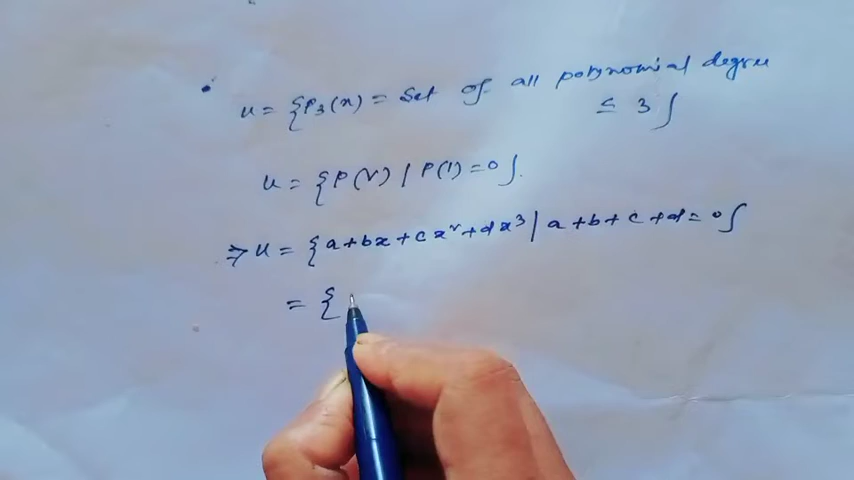 u = {P₃(x) = Set of all polynomial degree
≤ 3}
u = {P(x) / P(1) = 0}.
⇒ u = {a+bx+cx²+dx³ | a+b+c+d = 0}
= {